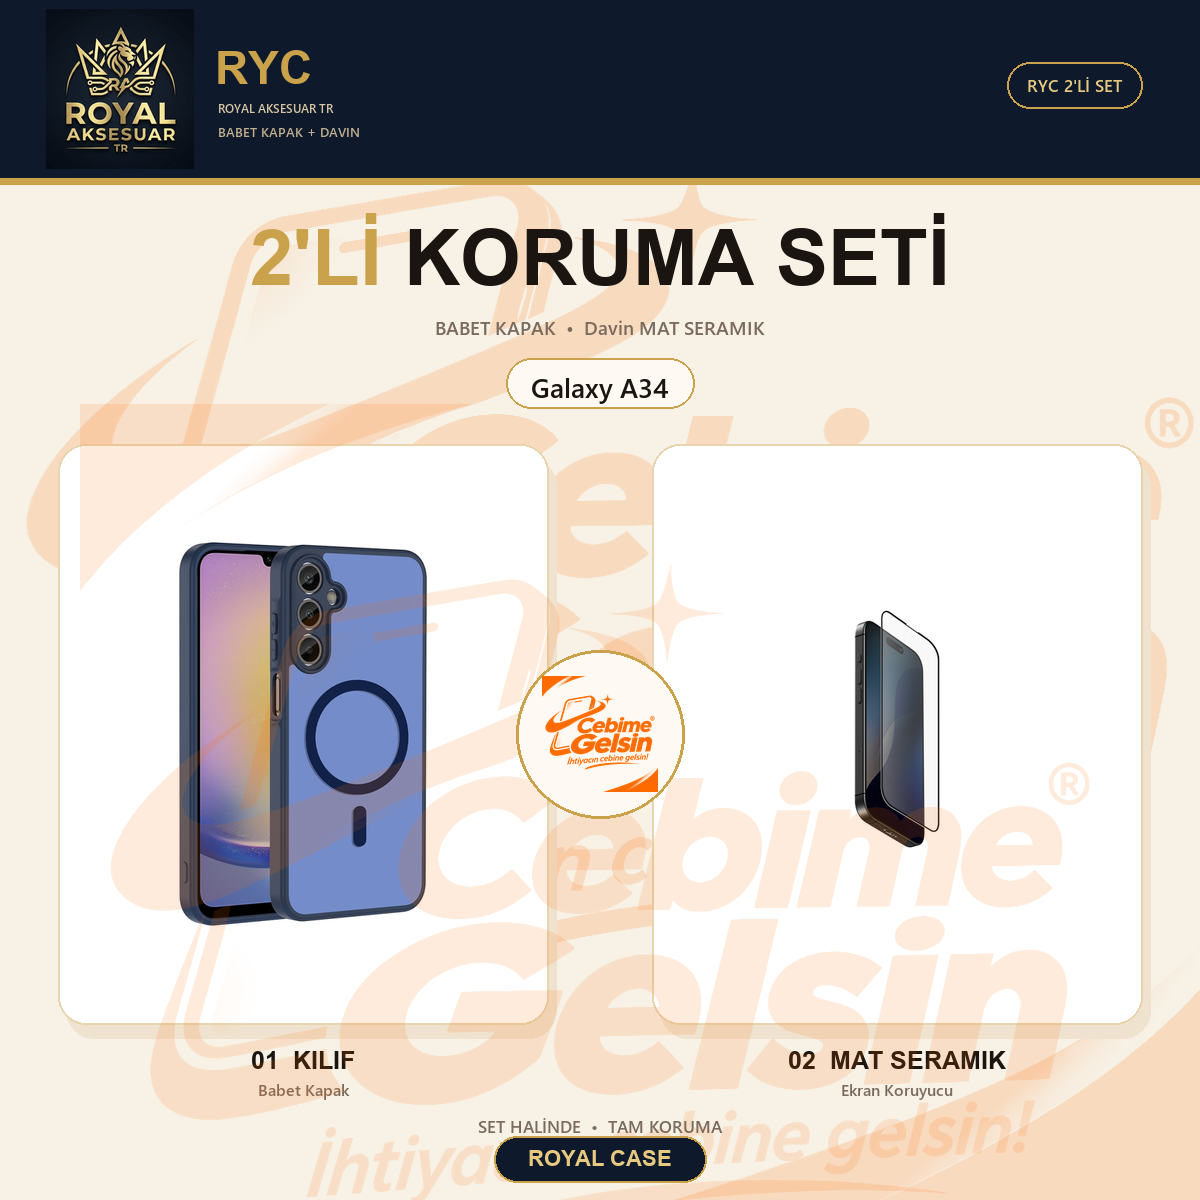 ROYAL
AKSESUAR
TR
RYC
ROYAL AKSESUAR TR
BABET KAPAK + DAVIN
RYC 2'Lİ SET
2'Lİ KORUMA SETİ
BABET KAPAK • Davin MAT SERAMIK
Galaxy A34
Cebime
Gelsin
İhtiyacın cebine gelsin!
Cebime®
Gelsin
01 KILIF
Babet Kapak
02 MAT SERAMIK
Ekran Koruyucu
SET HALİNDE • TAM KORUMA
ROYAL CASE